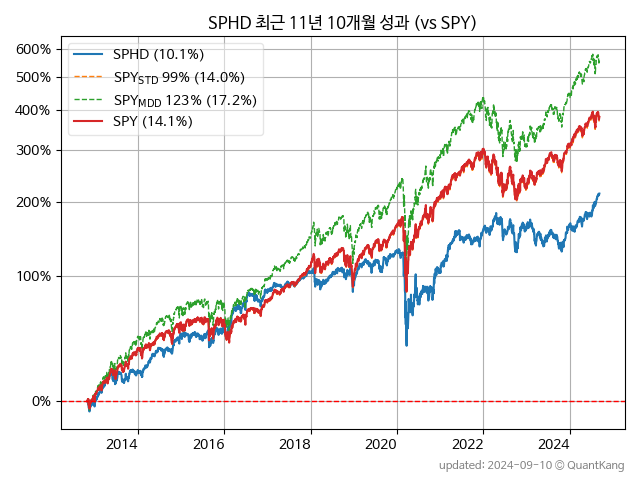 SPHD 최근 11년 10개월 성과 (vs SPY)
SPHD (10.1%)
SPY_STD 99% (14.0%)
SPY_MDD 123% (17.2%)
SPY (14.1%)
600%
500%
400%
300%
200%
100%
0%
2014 2016 2018 2020 2022 2024
updated: 2024-09-10 © QuantKang